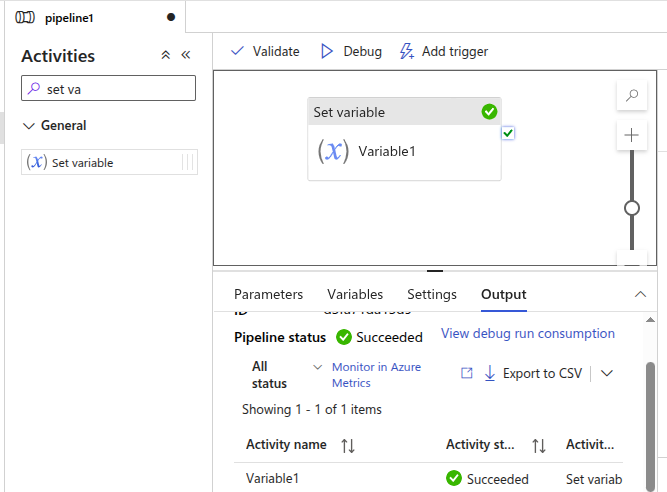 pipeline1
Activities
set va
General
(x) Set variable
Validate Debug Add trigger
Set variable
(x) Variable1
Parameters Variables Settings Output
Pipeline status Succeeded View debug run consumption
All status
Monitor in Azure Metrics
Export to CSV
Showing 1 - 1 of 1 items
Activity name Activity st... Activit...
Variable1 Succeeded Set variab